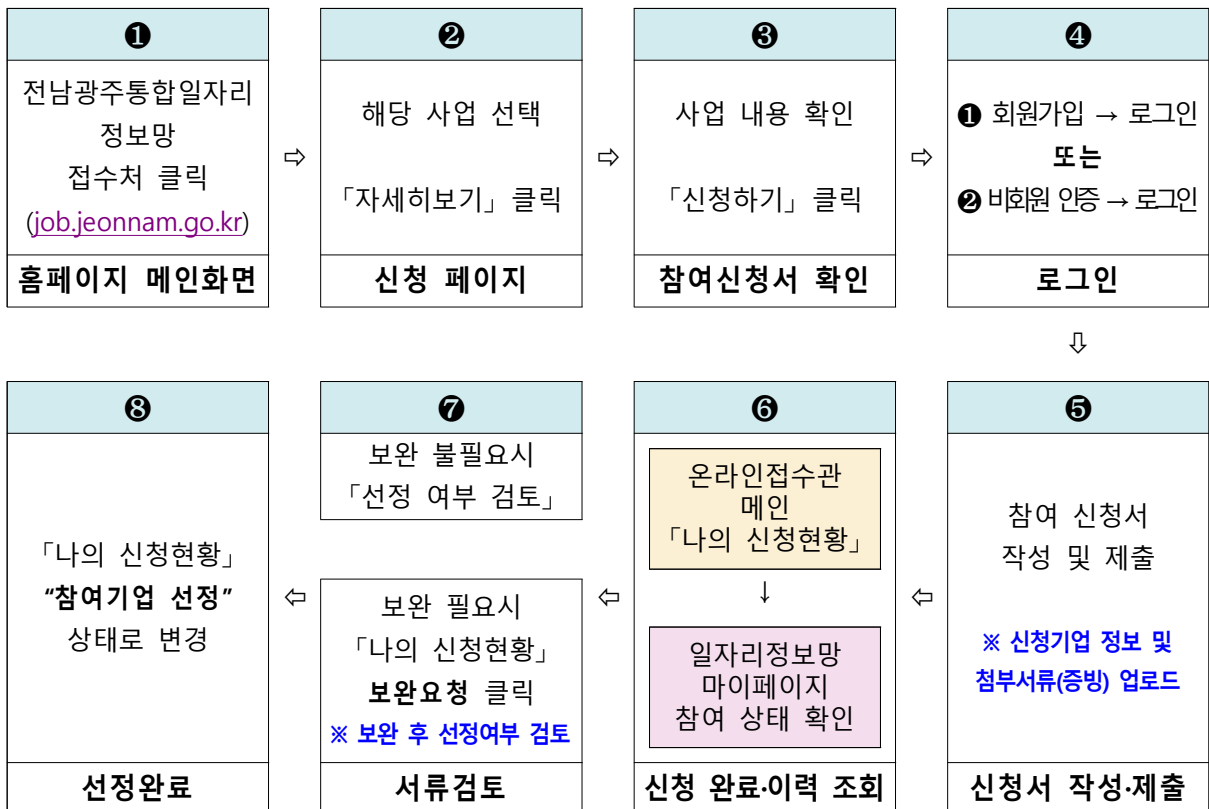 ❶
전남광주통합일자리
정보망
접수처 클릭
(job.jeonnam.go.kr)
홈페이지 메인화면
⇨
❷
해당 사업 선택
「자세히보기」 클릭
신청 페이지
⇨
❸
사업 내용 확인
「신청하기」 클릭
참여신청서 확인
⇨
❹
❶ 회원가입 → 로그인
또는
❷ 비회원 인증 → 로그인
로그인
⇩
❺
참여 신청서
작성 및 제출
※ 신청기업 정보 및
첨부서류(증빙) 업로드
신청서 작성·제출
⇦
❻
온라인접수관
메인
「나의 신청현황」
↓
일자리정보망
마이페이지
참여 상태 확인
신청 완료·이력 조회
⇦
❼
보완 불필요시
「선정 여부 검토」
보완 필요시
「나의 신청현황」
보완요청 클릭
※ 보완 후 선정여부 검토
서류검토
⇦
❽
「나의 신청현황」
“참여기업 선정”
상태로 변경
선정완료